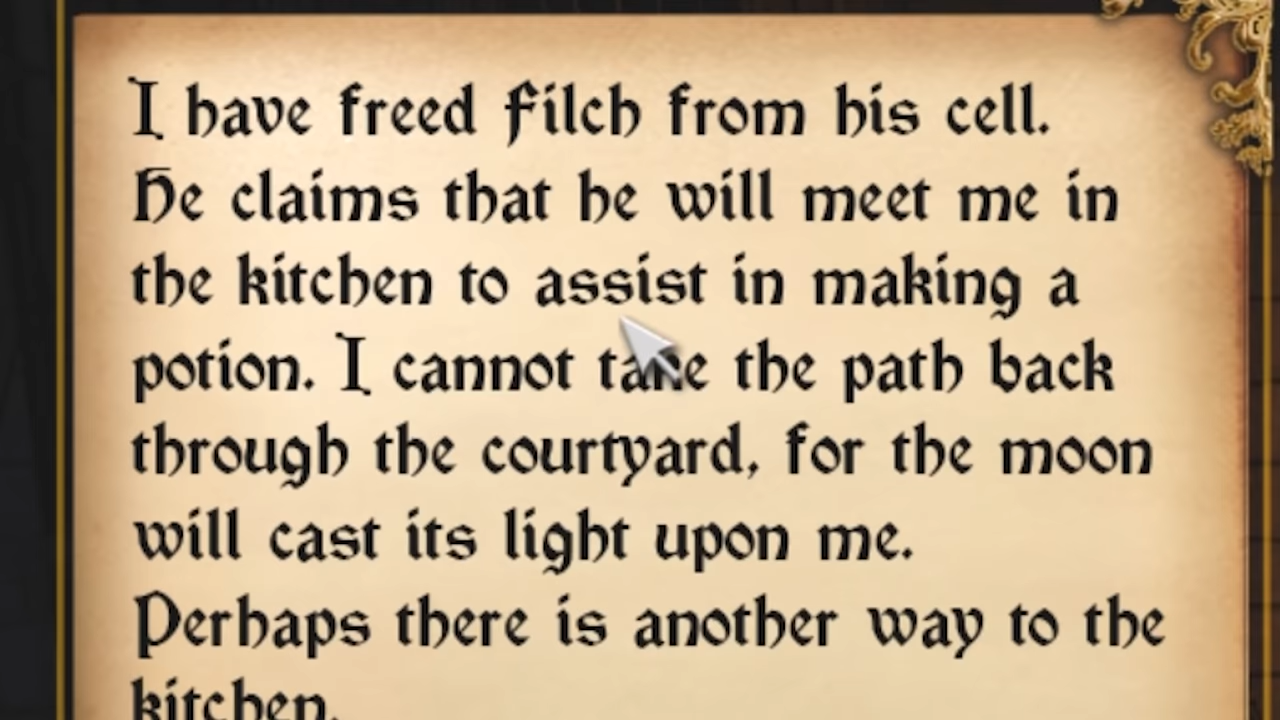 I have freed Filch from his cell.
He claims that he will meet me in
the kitchen to assist in making a
potion. I cannot take the path back
through the courtyard, for the moon
will cast its light upon me.
Perhaps there is another way to the
kitchen.